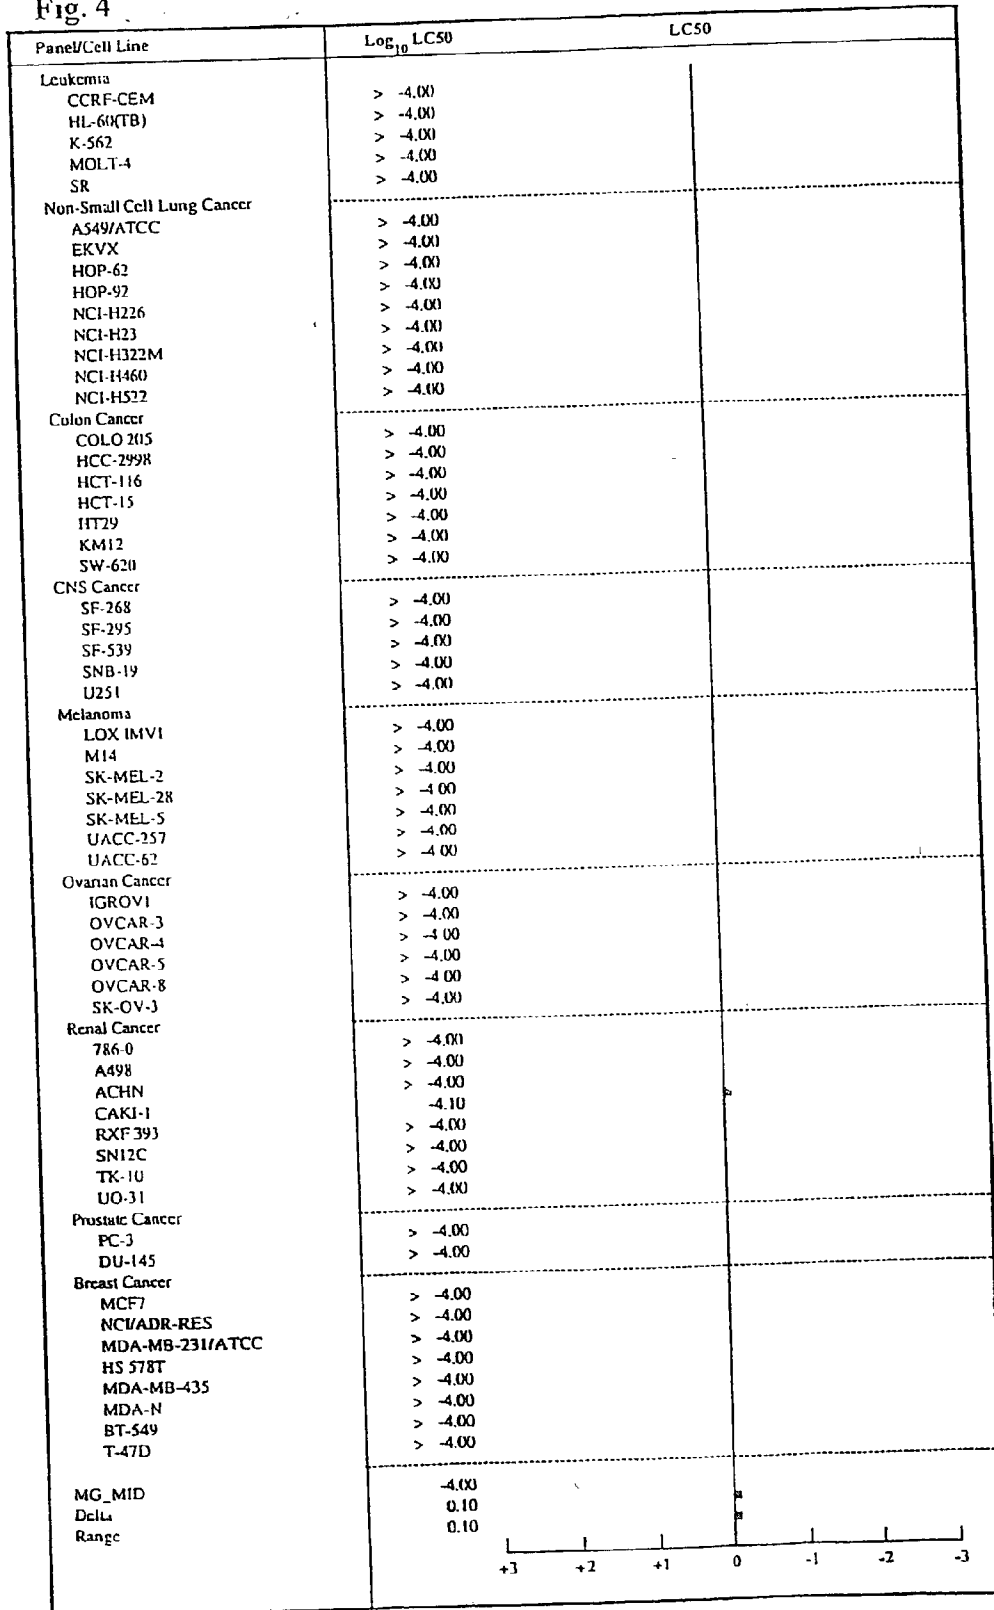 Fig. 4
Panel/Cell Line Log10 LC50 LC50
Leukemia
CCRF-CEM > -4.00
HL-60(TB) > -4.00
K-562 > -4.00
MOLT-4 > -4.00
SR > -4.00
Non-Small Cell Lung Cancer
A549/ATCC > -4.00
EKVX > -4.00
HOP-62 > -4.00
HOP-92 > -4.00
NCI-H226 > -4.00
NCI-H23 > -4.00
NCI-H322M > -4.00
NCI-H460 > -4.00
NCI-H522 > -4.00
Colon Cancer
COLO 205 > -4.00
HCC-2998 > -4.00
HCT-116 > -4.00
HCT-15 > -4.00
HT29 > -4.00
KM12 > -4.00
SW-620 > -4.00
CNS Cancer
SF-268 > -4.00
SF-295 > -4.00
SF-539 > -4.00
SNB-19 > -4.00
U251 > -4.00
Melanoma
LOX IMVI > -4.00
M14 > -4.00
SK-MEL-2 > -4.00
SK-MEL-28 > -4.00
SK-MEL-5 > -4.00
UACC-257 > -4.00
UACC-62 > -4.00
Ovarian Cancer
IGROV1 > -4.00
OVCAR-3 > -4.00
OVCAR-4 > -4.00
OVCAR-5 > -4.00
OVCAR-8 > -4.00
SK-OV-3 > -4.00
Renal Cancer
786-0 > -4.00
A498 > -4.00
ACHN > -4.00
CAKI-1 -4.10
RXF 393 > -4.00
SN12C > -4.00
TK-10 > -4.00
UO-31 > -4.00
Prostate Cancer
PC-3 > -4.00
DU-145 > -4.00
Breast Cancer
MCF7 > -4.00
NCI/ADR-RES > -4.00
MDA-MB-231/ATCC > -4.00
HS 578T > -4.00
MDA-MB-435 > -4.00
MDA-N > -4.00
BT-549 > -4.00
T-47D > -4.00
MG_MID -4.00
Delta 0.10
Range 0.10
+3 +2 +1 0 -1 -2 -3